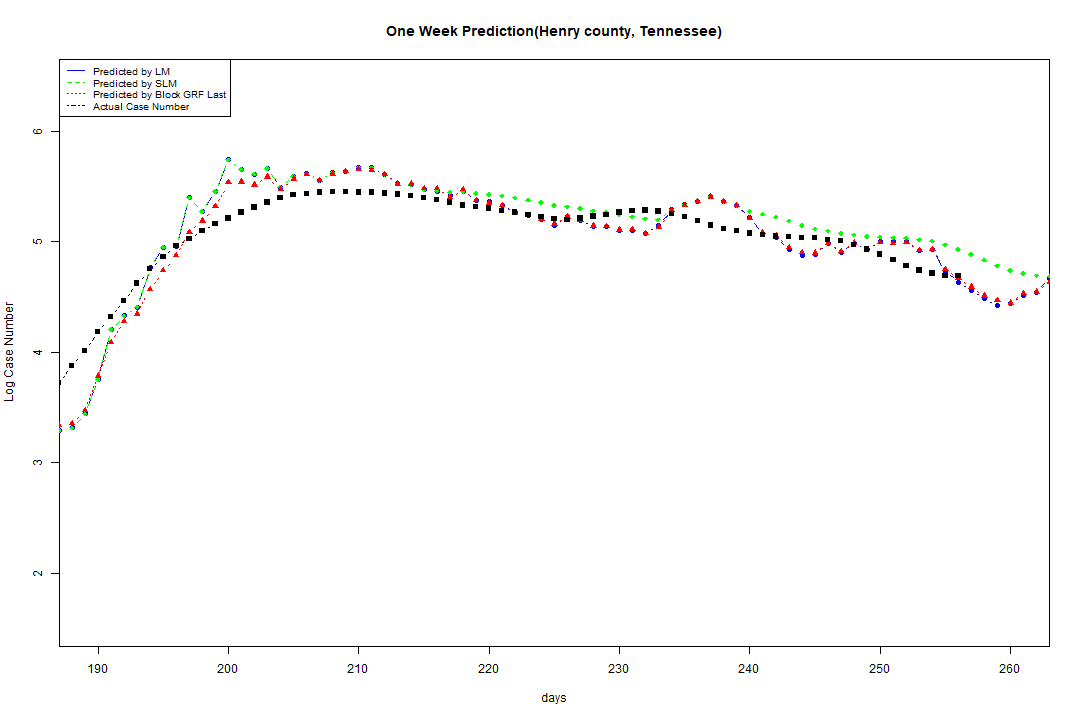 One Week Prediction(Henry county, Tennessee)
Predicted by LM
Predicted by SLM
Predicted by Block GRF Last
Actual Case Number
6
5
4
3
2
Log Case Number
190 200 210 220 230 240 250 260
days